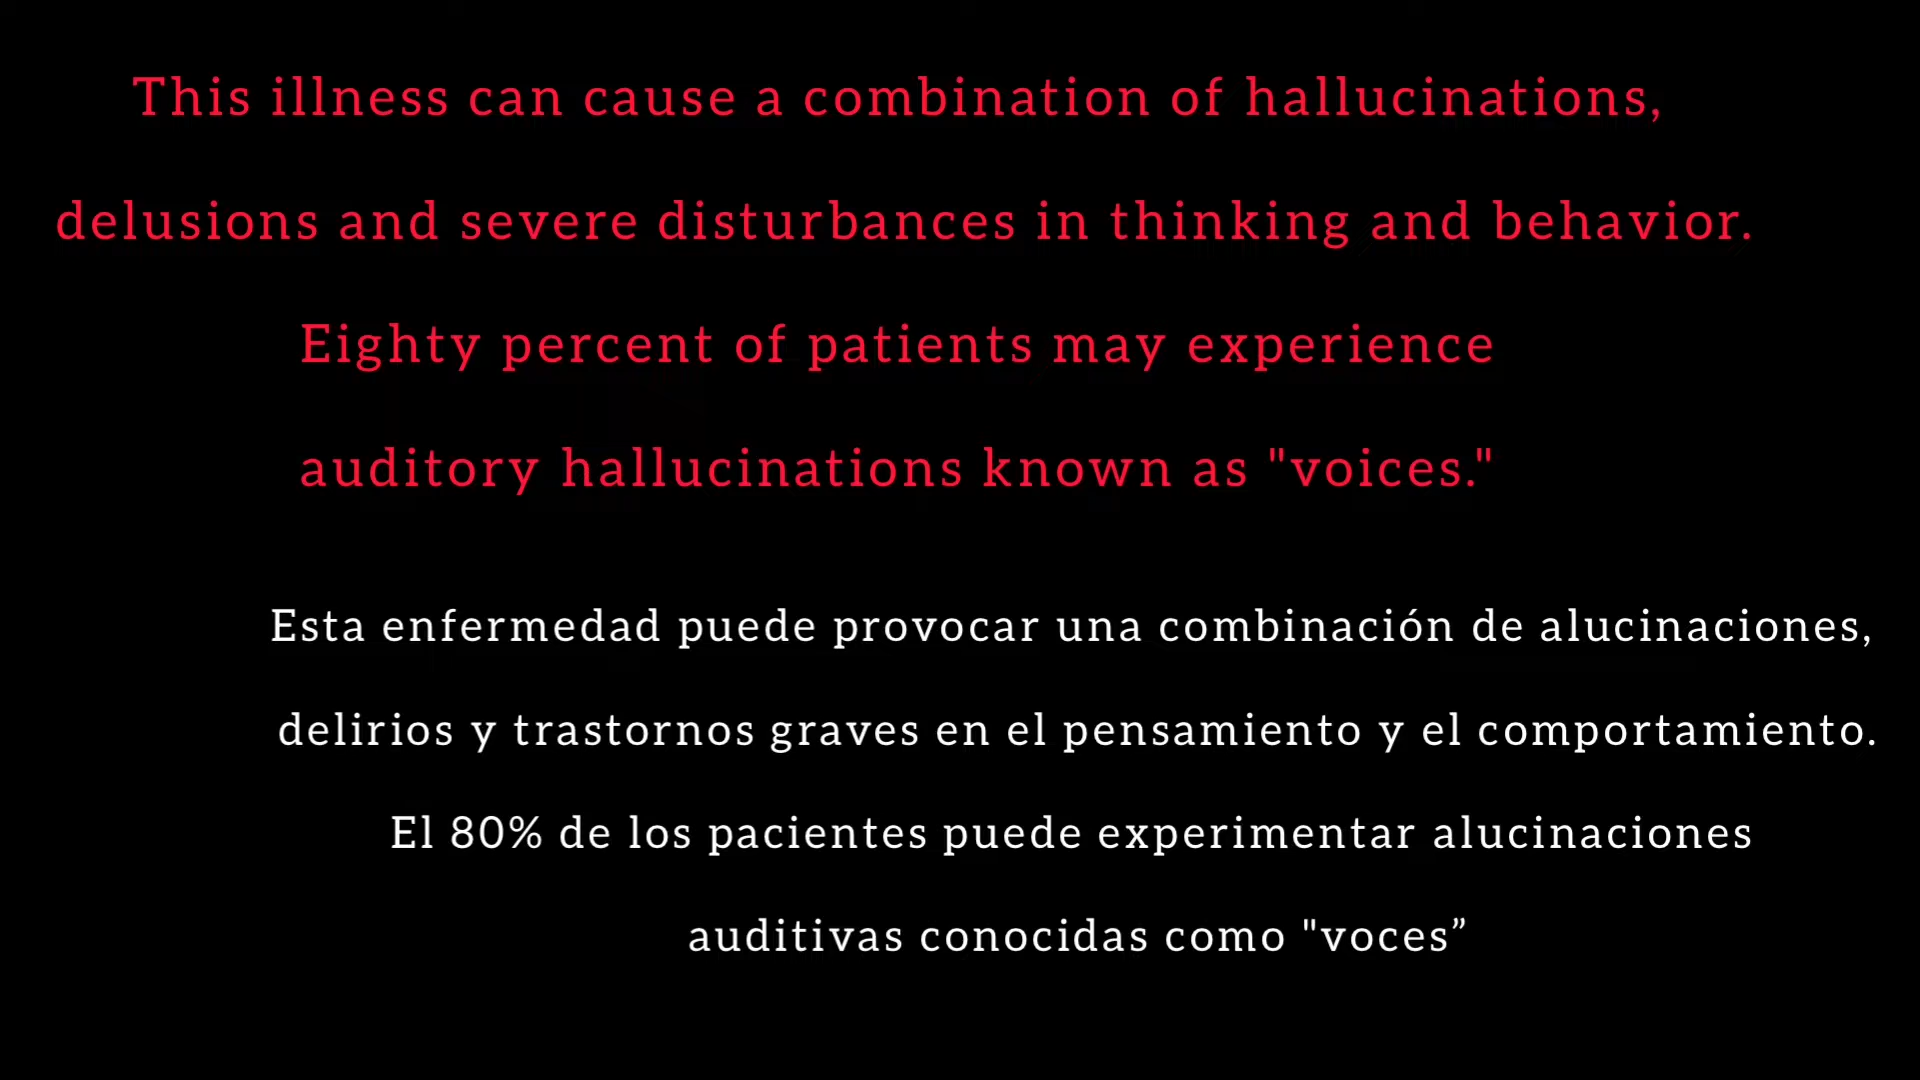 This illness can cause a combination of hallucinations,
delusions and severe disturbances in thinking and behavior.
Eighty percent of patients may experience
auditory hallucinations known as "voices."
Esta enfermedad puede provocar una combinación de alucinaciones,
delirios y trastornos graves en el pensamiento y el comportamiento.
El 80% de los pacientes puede experimentar alucinaciones
auditivas conocidas como "voces”